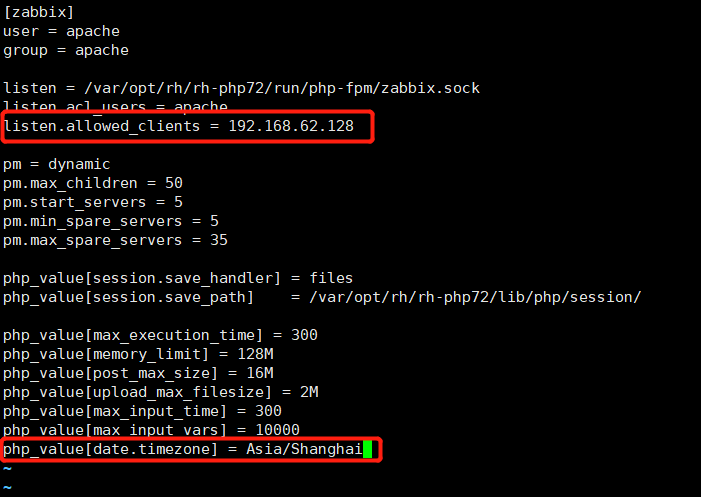 [zabbix]
user = apache
group = apache
listen = /var/opt/rh/rh-php72/run/php-fpm/zabbix.sock
listen.acl_users = apache
listen.allowed_clients = 192.168.62.128
pm = dynamic
pm.max_children = 50
pm.start_servers = 5
pm.min_spare_servers = 5
pm.max_spare_servers = 35
php_value[session.save_handler] = files
php_value[session.save_path]    = /var/opt/rh/rh-php72/lib/php/session/
php_value[max_execution_time] = 300
php_value[memory_limit] = 128M
php_value[post_max_size] = 16M
php_value[upload_max_filesize] = 2M
php_value[max_input_time] = 300
php_value[max_input_vars] = 10000
php_value[date.timezone] = Asia/Shanghai
~
~